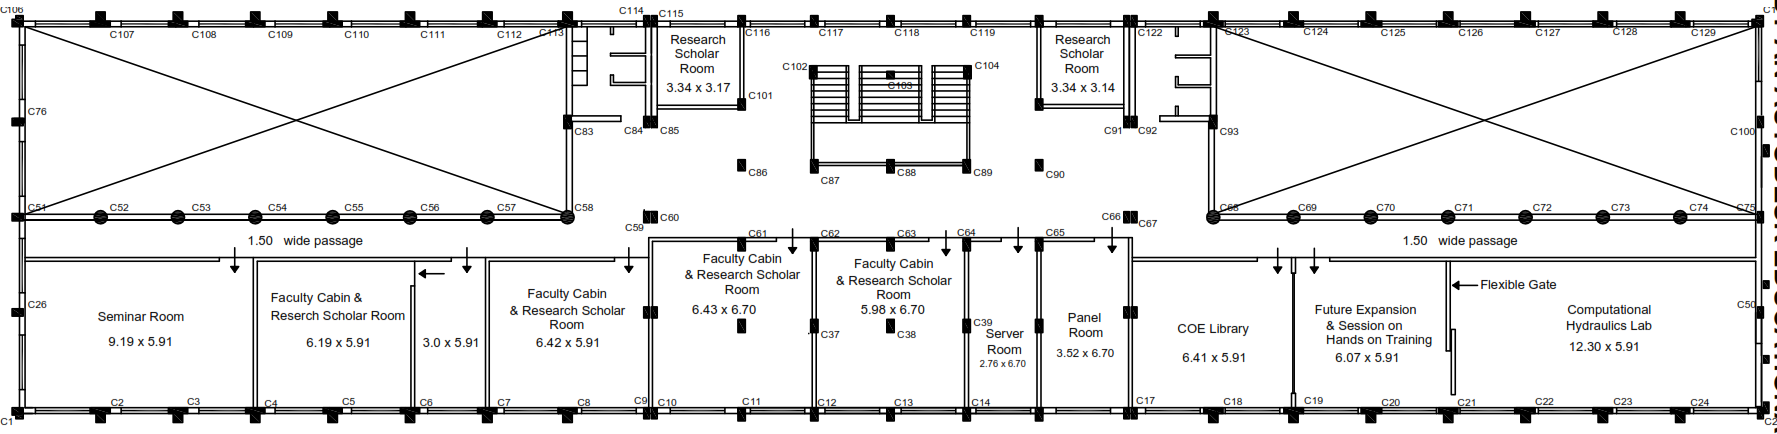 C106
C107
C108
C109
C110
C111
C112
C113
C114
C115
C116
C117
C118
C119
C122
C123
C124
C125
C126
C127
C128
C129
Research
Scholar
Room
3.34 x 3.17
Research
Scholar
Room
3.34 x 3.14
C102
C103
C104
C101
C76
C83
C84
C85
C91
C92
C93
C100
C86
C87
C88
C89
C90
C51
C52
C53
C54
C55
C56
C57
C58
C59
C60
C66
C67
C68
C69
C70
C71
C72
C73
C74
C75
1.50 wide passage
C61
C62
C63
C64
C65
1.50 wide passage
C26
Seminar Room
9.19 x 5.91
Faculty Cabin &
Reserch Scholar Room
6.19 x 5.91
3.0 x 5.91
Faculty Cabin
& Research Scholar
Room
6.42 x 5.91
Faculty Cabin
& Research Scholar
Room
6.43 x 6.70
Faculty Cabin
& Research Scholar
Room
5.98 x 6.70
C37
C38
C39
Server
Room
2.76 x 6.70
Panel
Room
3.52 x 6.70
COE Library
6.41 x 5.91
Future Expansion
& Session on
Hands on Training
6.07 x 5.91
Flexible Gate
Computational
Hydraulics Lab
12.30 x 5.91
C50
C1
C2
C3
C4
C5
C6
C7
C8
C9
C10
C11
C12
C13
C14
C17
C18
C19
C20
C21
C22
C23
C24